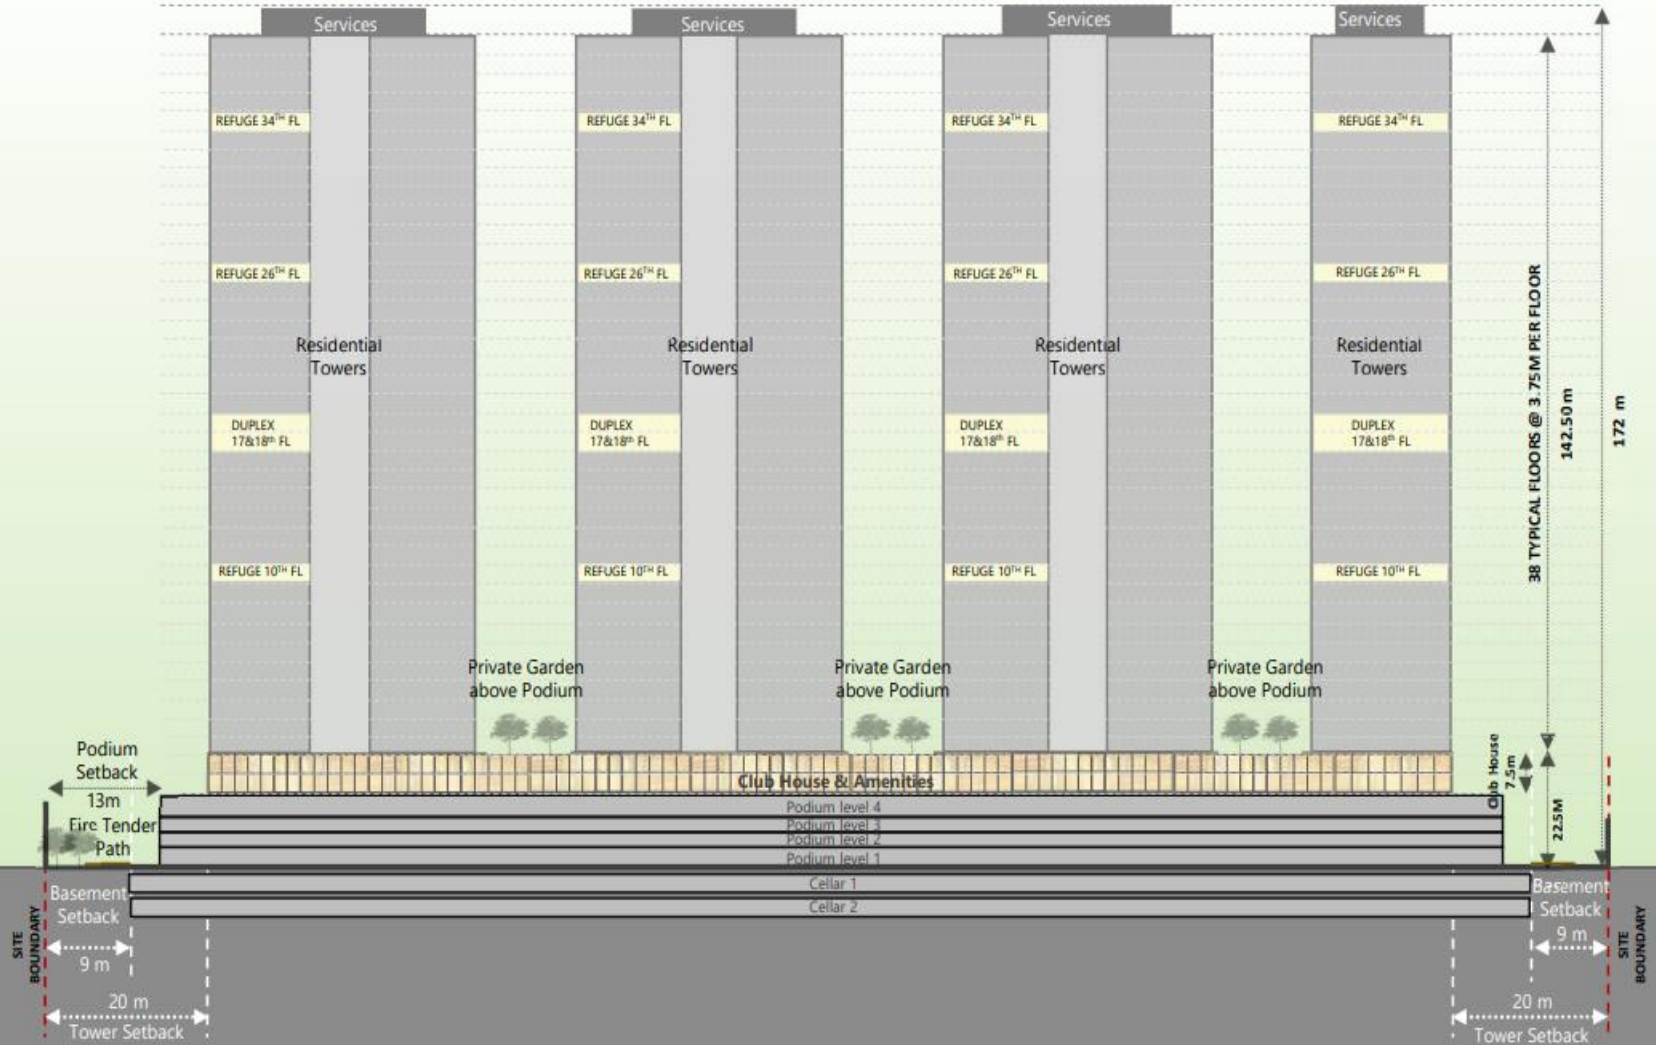 Services
Services
Services
Services
REFUGE 34TH FL
REFUGE 34TH FL
REFUGE 34TH FL
REFUGE 34TH FL
REFUGE 26TH FL
REFUGE 26TH FL
REFUGE 26TH FL
REFUGE 26TH FL
Residential
Towers
Residential
Towers
Residential
Towers
Residential
Towers
DUPLEX
17&18th FL
DUPLEX
17&18th FL
DUPLEX
17&18th FL
DUPLEX
17&18th FL
REFUGE 10TH FL
REFUGE 10TH FL
REFUGE 10TH FL
REFUGE 10TH FL
38 TYPICAL FLOORS @ 3.75M PER FLOOR
142.50 m
172 m
Private Garden
above Podium
Private Garden
above Podium
Private Garden
above Podium
Podium
Setback
13m
Fire Tender
Path
Club House & Amenities
Club House
7.5m
22.5M
Podium level 4
Podium level 3
Podium level 2
Podium level 1
Cellar 1
Cellar 2
Basement
Setback
9 m
Basement
Setback
9 m
SITE
BOUNDARY
SITE
BOUNDARY
20 m
Tower Setback
20 m
Tower Setback